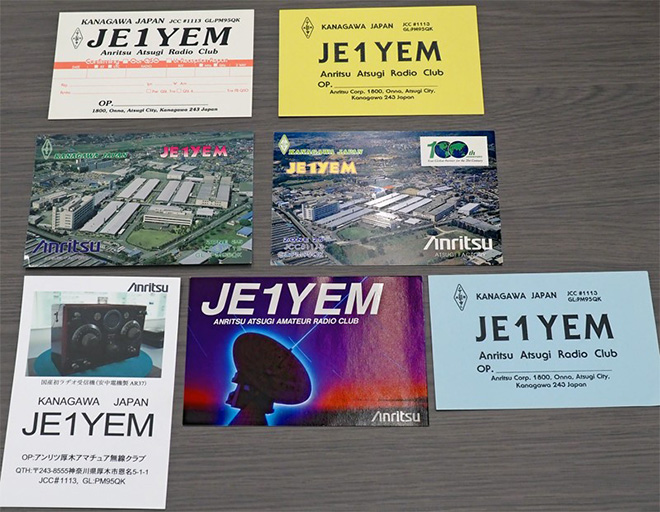 KANAGAWA JAPAN JCC #1113 GL:PM95QK
JE1YEM
Anritsu Atsugi Radio Club
OP.
1800, Onna, Atsugi City, Kanagawa 243 Japan
KANAGAWA JAPAN JCC #1113 GL:PM95QK
JE1YEM
Anritsu Atsugi Radio Club
OP.
Anritsu Corp. 1800, Onna, Atsugi City,
Kanagawa 243 Japan
KANAGAWA JAPAN JE1YEM
Anritsu
KANAGAWA JAPAN
100th
JE1YEM
JCC#1113
Anritsu
ATSUGI FACTORY
Anritsu
国産初ラヂオ受信機(安中電機製 AR37)
KANAGAWA JAPAN
JE1YEM
OP:アンリツ厚木アマチュア無線クラブ
QTH:〒243-8555神奈川県厚木市恩名5-1-1
JCC#1113, GL:PM95QK
JE1YEM
ANRITSU ATSUGI AMATEUR RADIO CLUB
Anritsu
KANAGAWA JAPAN JCC #1113 GL:PM95QK
JE1YEM
Anritsu Atsugi Radio Club
OP.
Anritsu Corp. 1800, Onna, Atsugi City,
Kanagawa 243 Japan